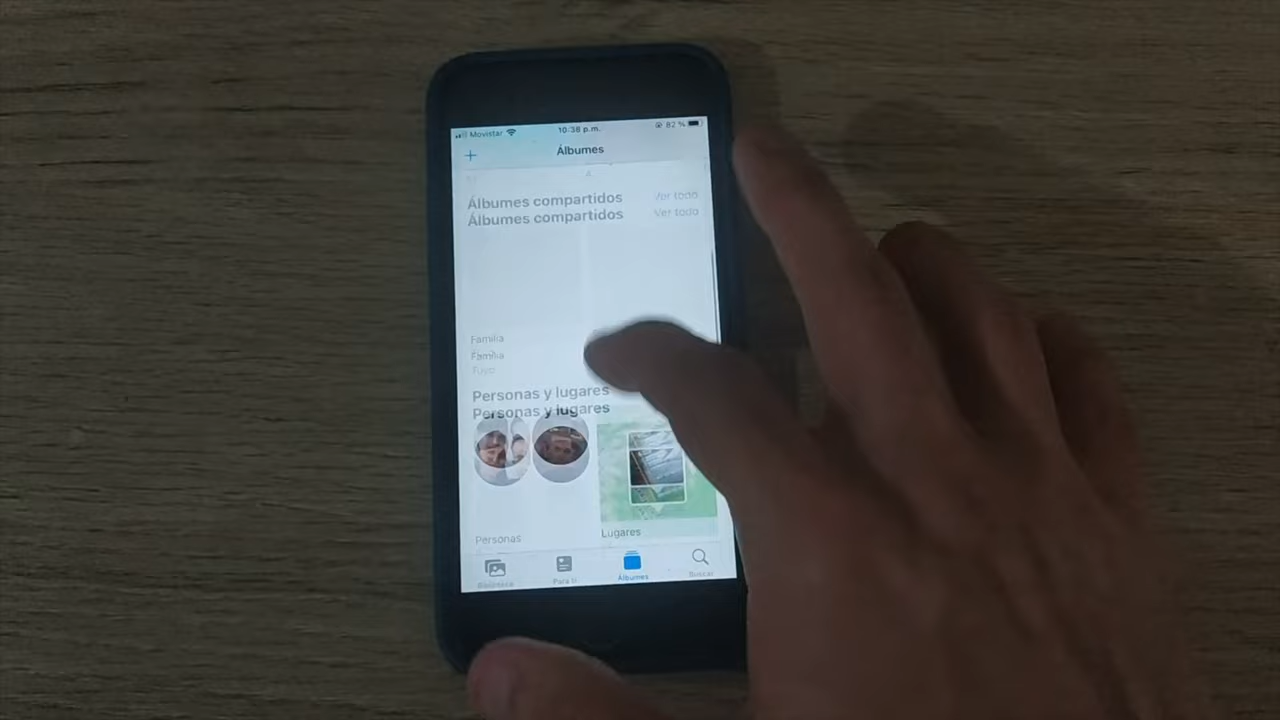 Movistar 10:38 p.m. 82 %
+ Álbumes
Álbumes compartidos Ver todo
Álbumes compartidos Ver todo
Familia
Familia
Tuyo
Personas y lugares
Personas y lugares
Personas Lugares
Biblioteca Para ti Álbumes Buscar